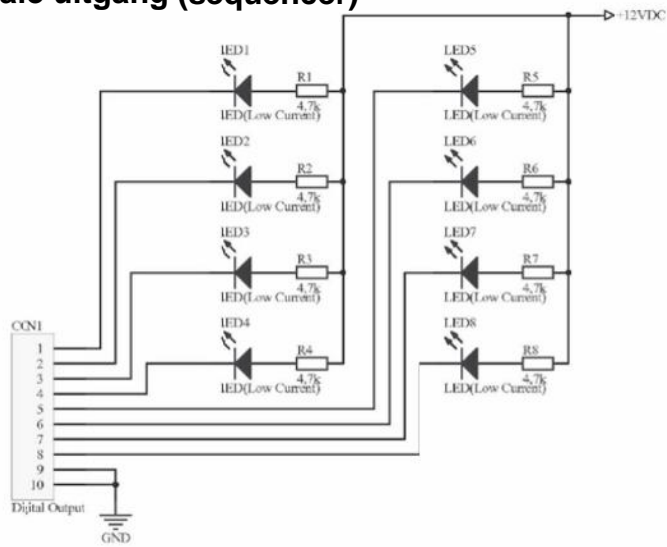 uitgang (sequencer)
+12VDC
LED1
R1
4,7k
LED(Low Current)
LED2
R2
4,7k
LED(Low Current)
LED3
R3
4,7k
LED(Low Current)
LED4
R4
4,7k
LED(Low Current)
LED5
R5
4,7k
LED(Low Current)
LED6
R6
4,7k
LED(Low Current)
LED7
R7
4,7k
LED(Low Current)
LED8
R8
4,7k
LED(Low Current)
CON1
1
2
3
4
5
6
7
8
9
10
Digital Output
GND